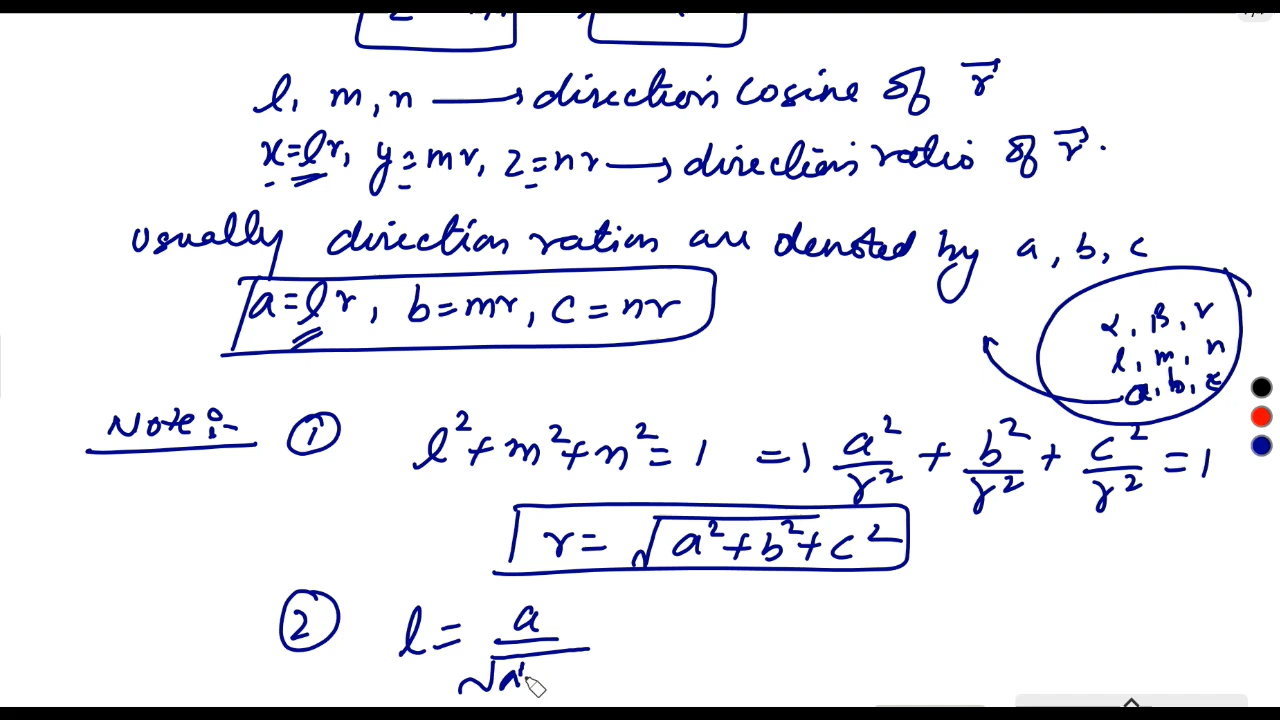 l, m, n ⟶ direction cosine of r⃗
x=lr, y=mr, z=nr ⟶ direction ratio of r⃗.
usually direction ration are denoted by a, b, c
a=lr, b=mr, c=nr
α, β, γ
l, m, n
a, b, c
Note:- ① l²+m²+n²=1 ⇒ a²/r² + b²/r² + c²/r² = 1
r = √(a²+b²+c²)
② l = a/√a